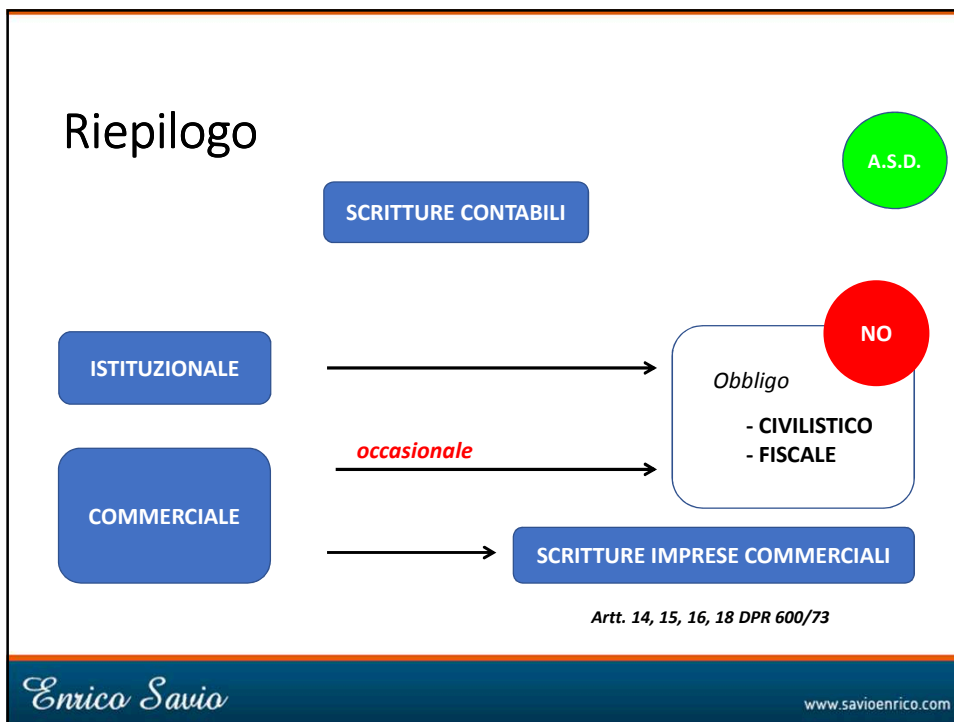 Riepilogo
A.S.D.
SCRITTURE CONTABILI
NO
ISTITUZIONALE
Obbligo
- CIVILISTICO
- FISCALE
occasionale
COMMERCIALE
SCRITTURE IMPRESE COMMERCIALI
Artt. 14, 15, 16, 18 DPR 600/73
Enrico Savio
www.savioenrico.com